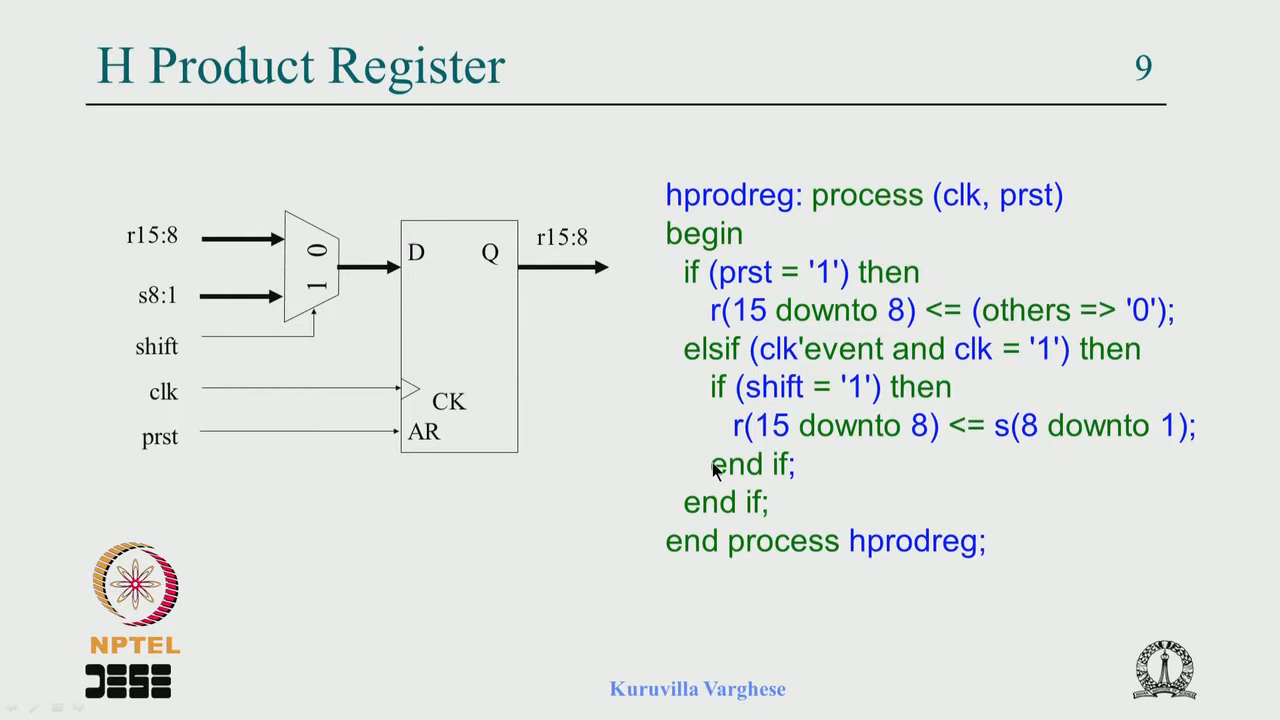 H Product Register
9
r15:8
s8:1
shift
clk
prst
1 0
D
Q
r15:8
CK
AR
hprodreg: process (clk, prst)
begin
if (prst = '1') then
r(15 downto 8) <= (others => '0');
elsif (clk'event and clk = '1') then
if (shift = '1') then
r(15 downto 8) <= s(8 downto 1);
end if;
end if;
end process hprodreg;
NPTEL
Kuruvilla Varghese